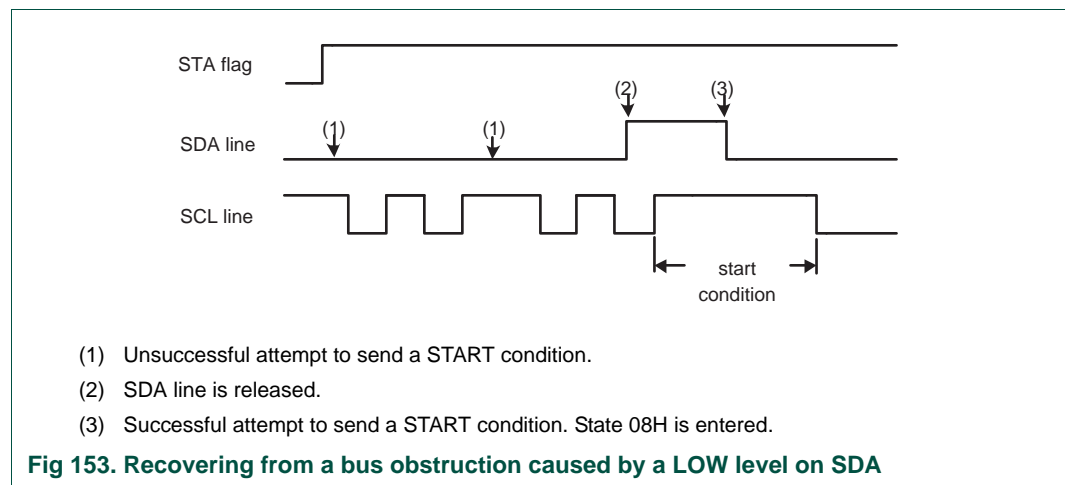 STA flag
(2) (3)
(1) (1)
SDA line
SCL line
start
condition
(1) Unsuccessful attempt to send a START condition.
(2) SDA line is released.
(3) Successful attempt to send a START condition. State 08H is entered.
Fig 153. Recovering from a bus obstruction caused by a LOW level on SDA